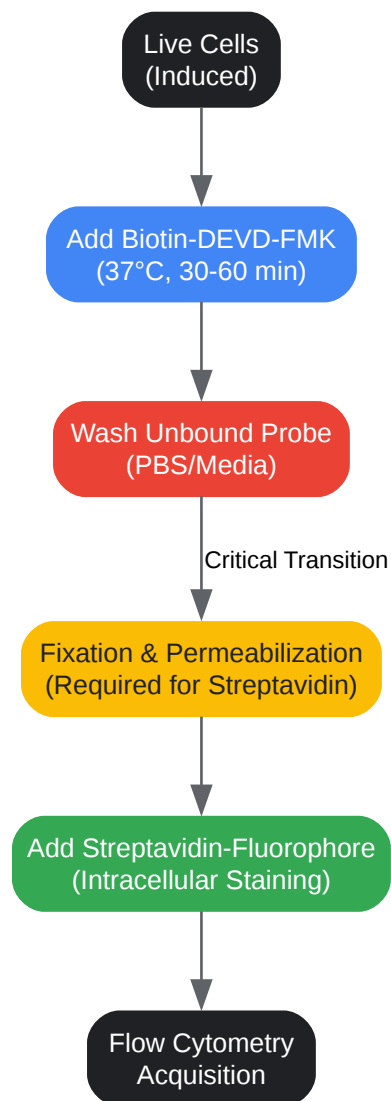 Live Cells
(Induced)
Add Biotin-DEVD-FMK
(37°C, 30-60 min)
Wash Unbound Probe
(PBS/Media)
Critical Transition
Fixation & Permeabilization
(Required for Streptavidin)
Add Streptavidin-Fluorophore
(Intracellular Staining)
Flow Cytometry
Acquisition